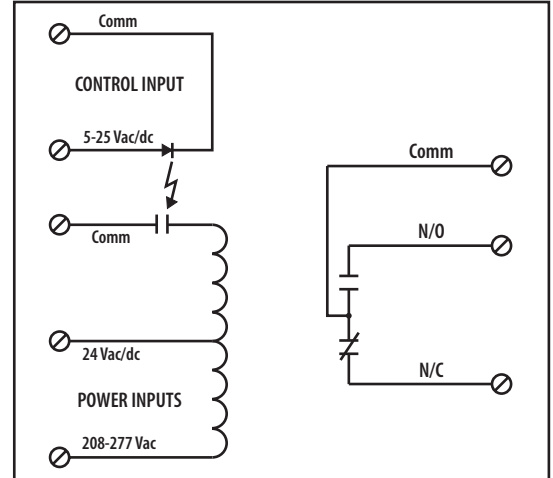 Comm
CONTROL INPUT
5-25 Vac/dc
Comm
24 Vac/dc
POWER INPUTS
208-277 Vac
Comm
N/O
N/C